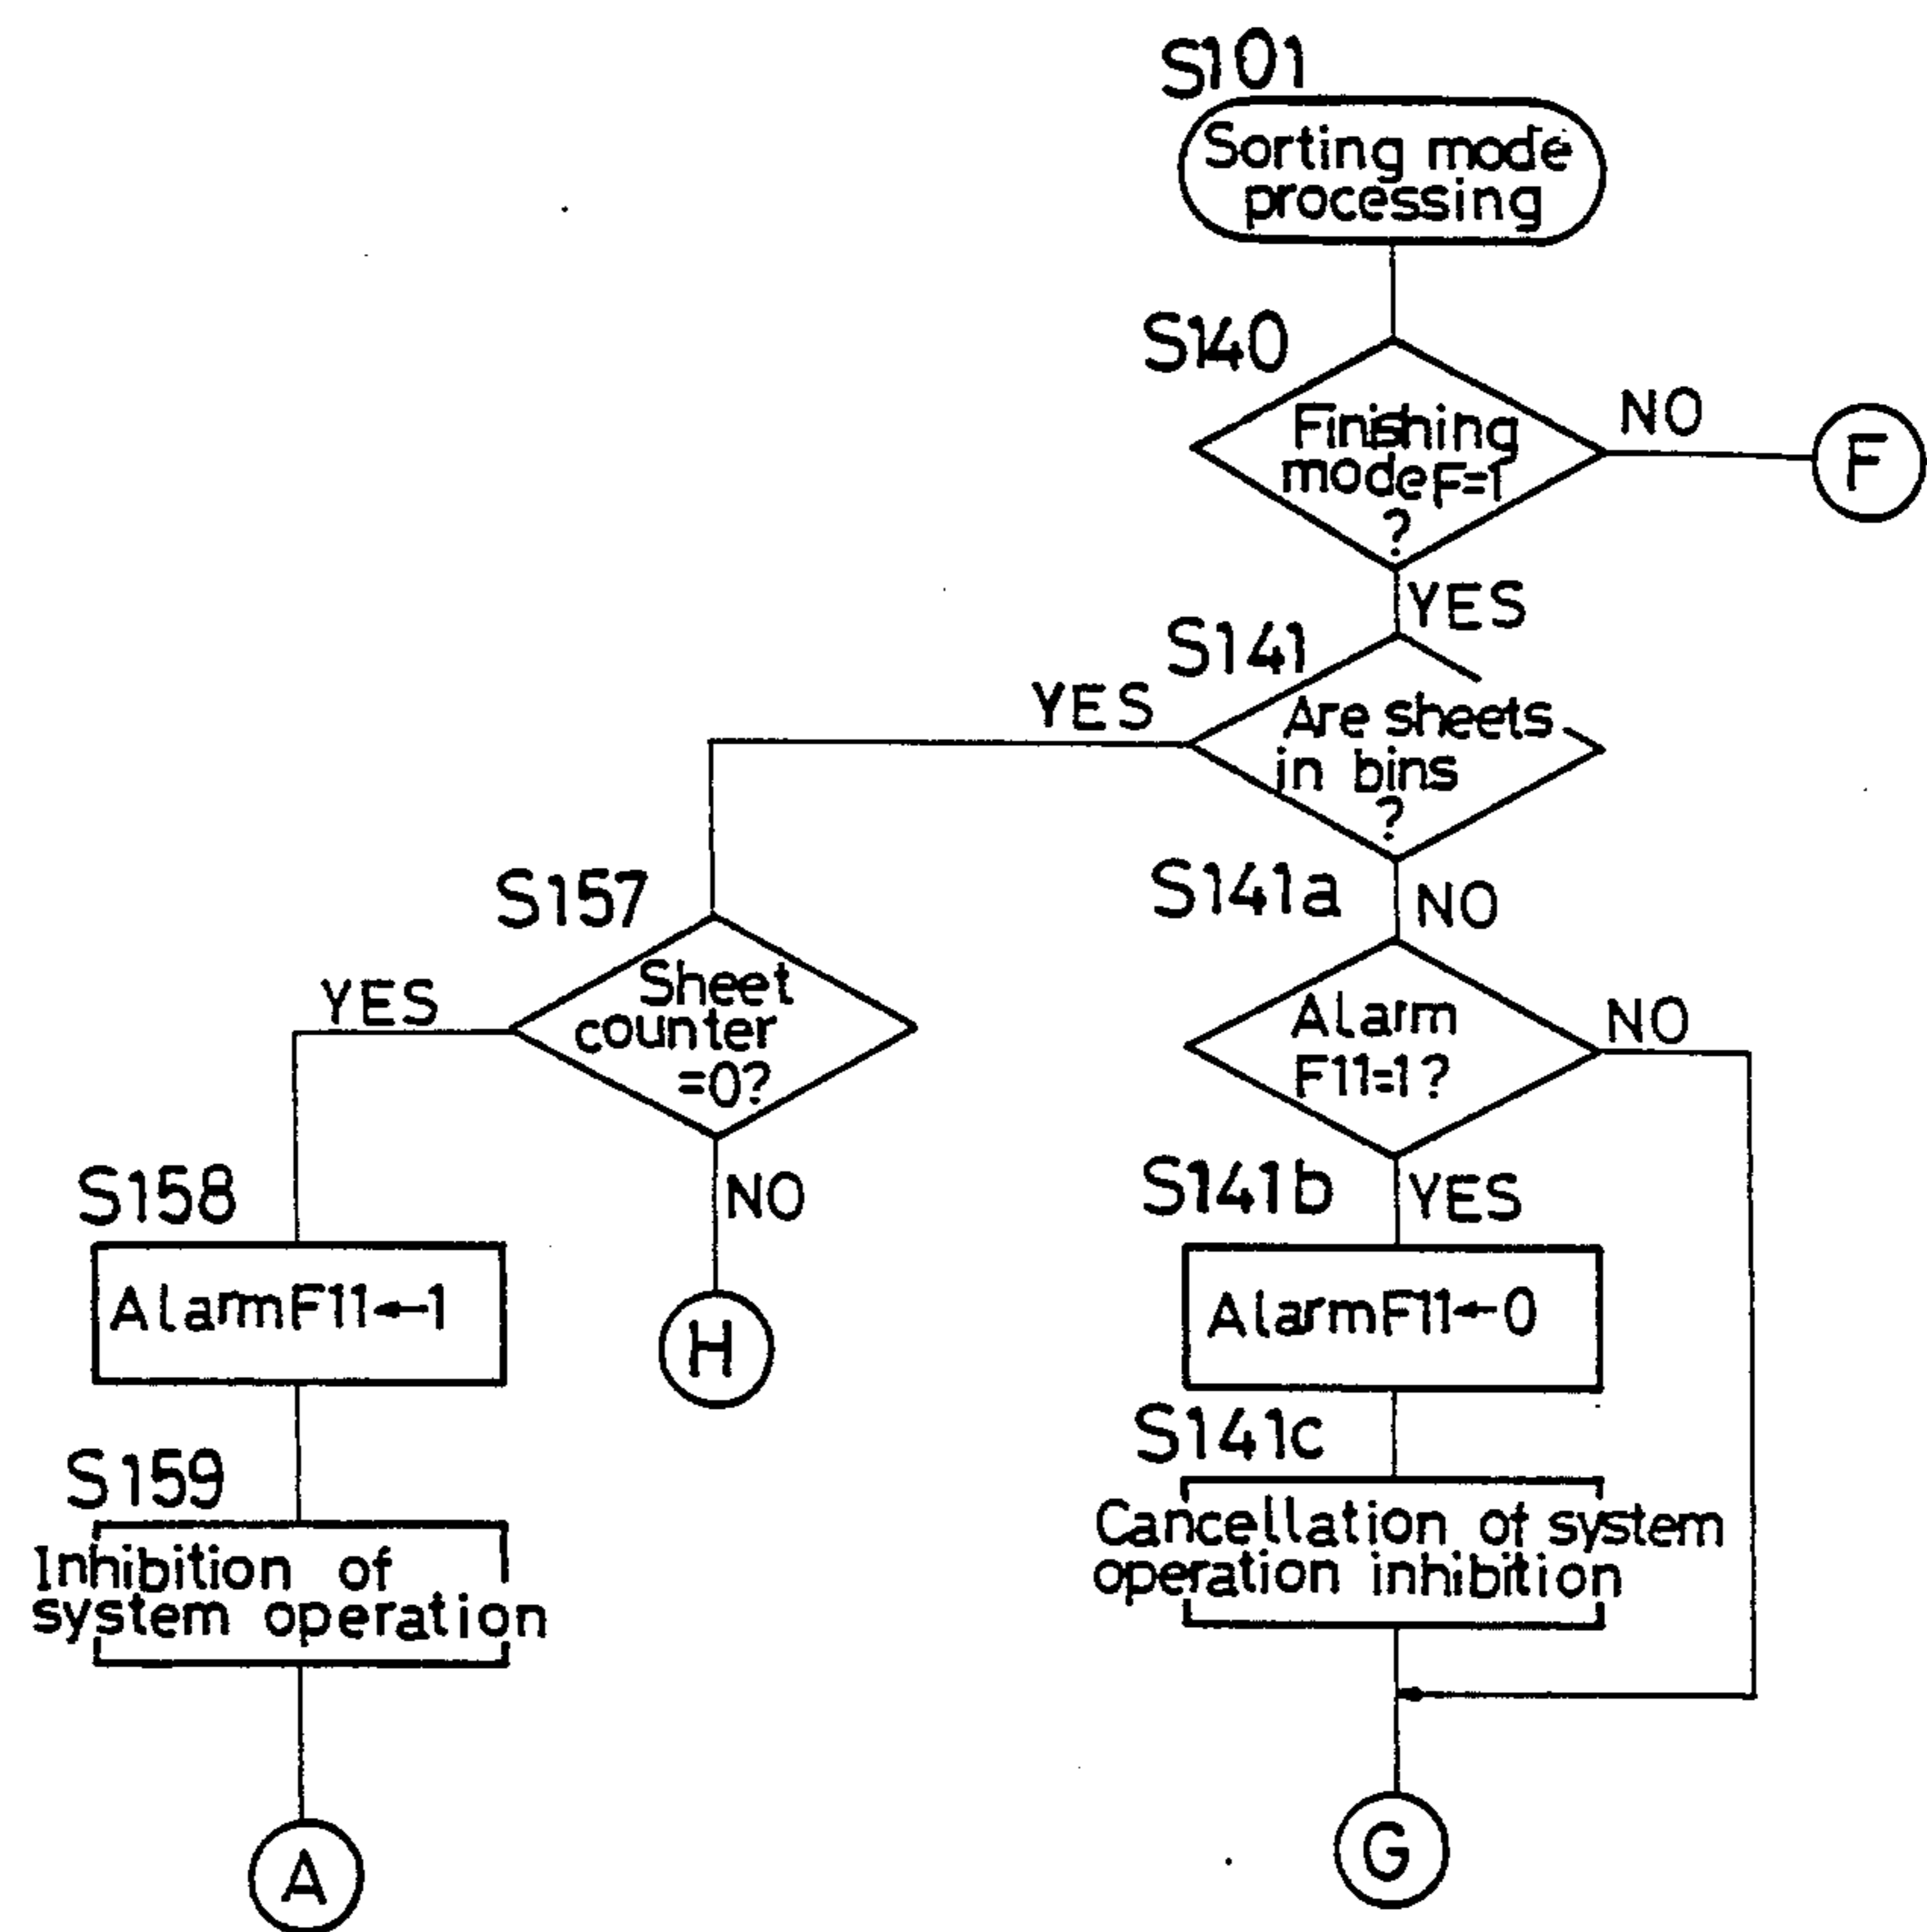 S101
Sorting mode
processing
S140
Finishing
mode F=1
?
NO
F
YES
S141
YES
Are sheets
in bins
?
S141a
NO
S157
Sheet
counter
=0?
YES
Alarm
F11=1?
NO
S158
NO
S141b
YES
AlarmF11←1
H
AlarmF11←0
S141c
S159
Cancellation of system
operation inhibition
Inhibition of
system operation
A
G